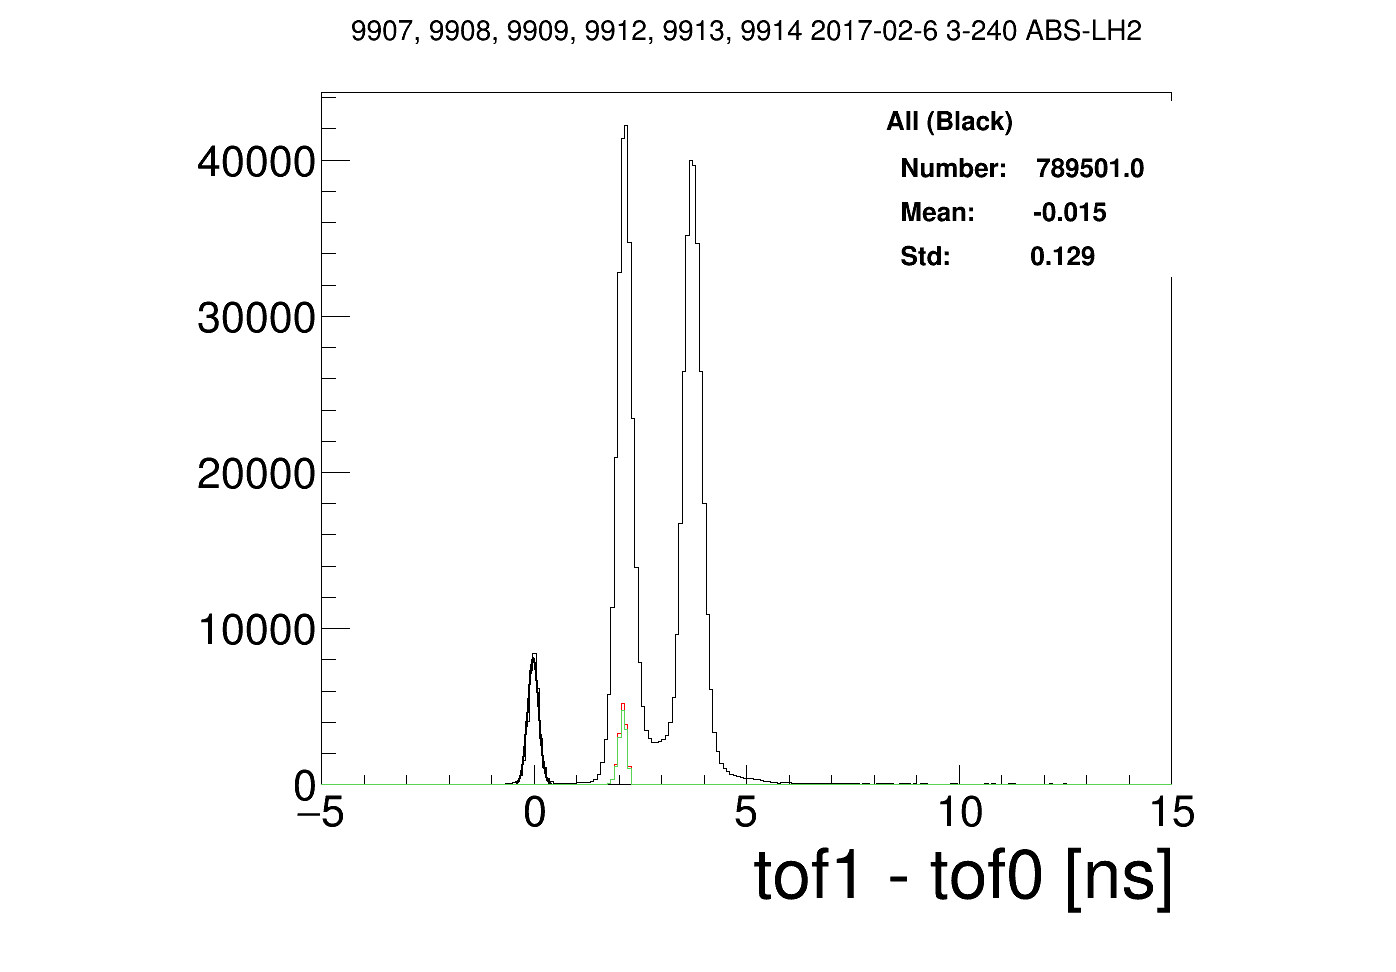 9907, 9908, 9909, 9912, 9913, 9914 2017-02-6 3-240 ABS-LH2
All (Black)
Number: 789501.0
Mean: -0.015
Std: 0.129
40000
30000
20000
10000
0
−5 0 5 10 15
tof1 - tof0 [ns]